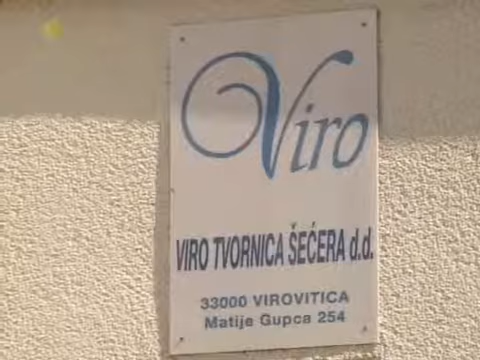 Viro
VIRO TVORNICA ŠEĆERA d.d.
33000 VIROVITICA
Matije Gupca 254